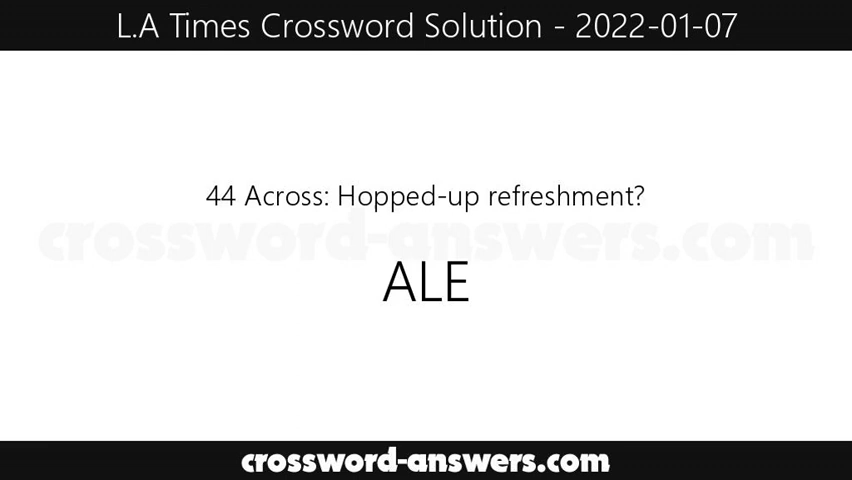 L.A Times Crossword Solution - 2022-01-07
44 Across: Hopped-up refreshment?
crossword-answers.com
ALE
crossword-answers.com